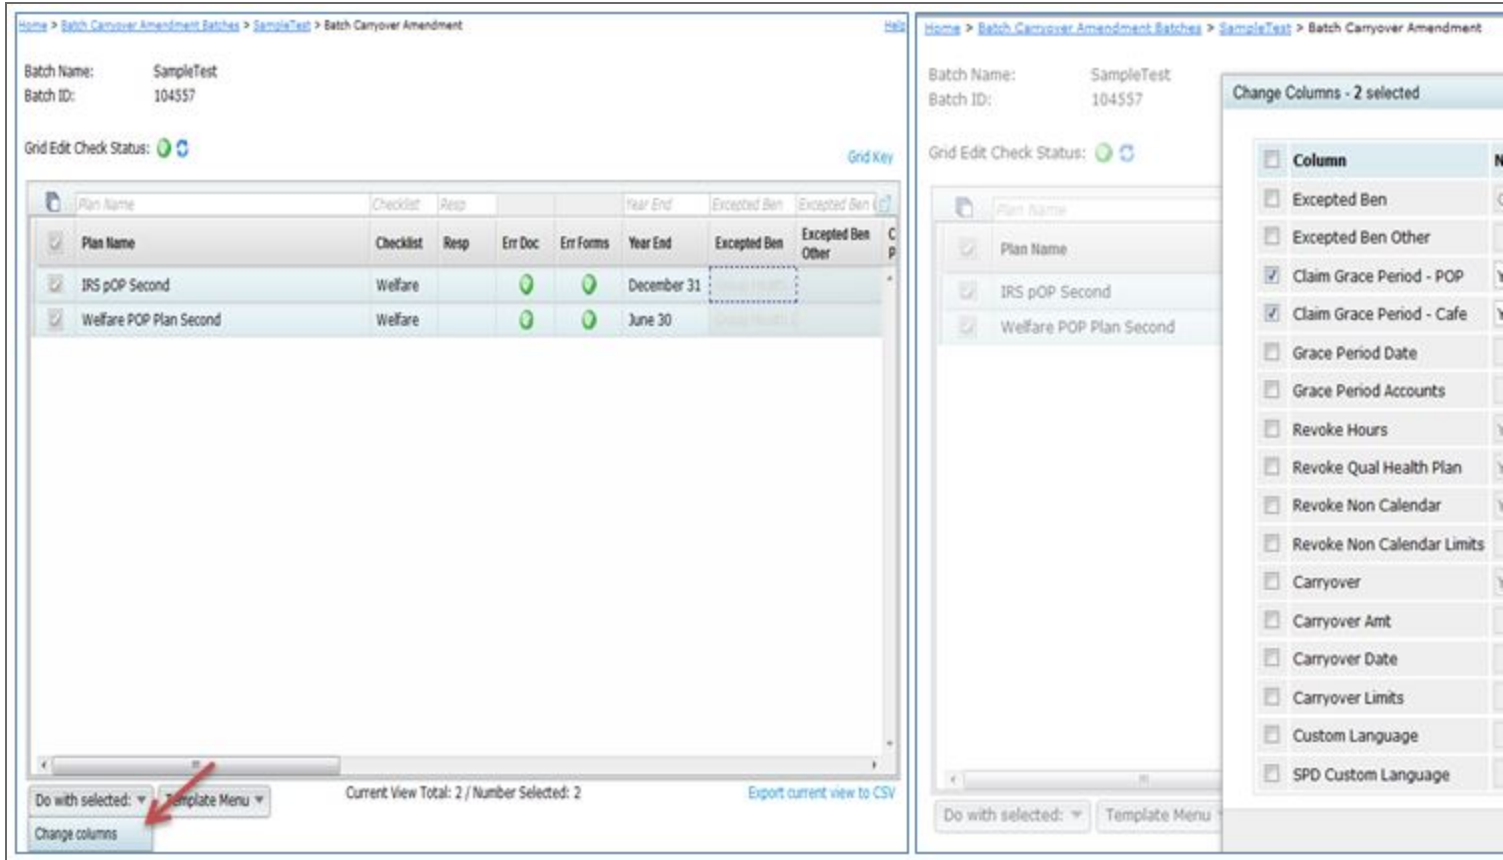 Home > Batch Carryover Amendment Batches > SampleTest > Batch Carryover Amendment
Help
Batch Name: SampleTest
Batch ID: 104557
Grid Edit Check Status:
Grid Key
Plan Name Checklist Resp Year End Excepted Ben Excepted Ben
Plan Name Checklist Resp Err Doc Err Forms Year End Excepted Ben Excepted Ben Other C P
IRS pOP Second Welfare December 31
Welfare POP Plan Second Welfare June 30
Do with selected: Template Menu Current View Total: 2 / Number Selected: 2 Export current view to CSV
Change columns
Home > Batch Carryover Amendment Batches > SampleTest > Batch Carryover Amendment
Batch Name: SampleTest
Batch ID: 104557
Grid Edit Check Status:
Plan Name
Plan Name
IRS pOP Second
Welfare POP Plan Second
Do with selected: Template Menu
Change Columns - 2 selected
Column N
Excepted Ben
Excepted Ben Other
Claim Grace Period - POP Y
Claim Grace Period - Cafe Y
Grace Period Date
Grace Period Accounts
Revoke Hours Y
Revoke Qual Health Plan Y
Revoke Non Calendar Y
Revoke Non Calendar Limits
Carryover Y
Carryover Amt
Carryover Date
Carryover Limits
Custom Language
SPD Custom Language